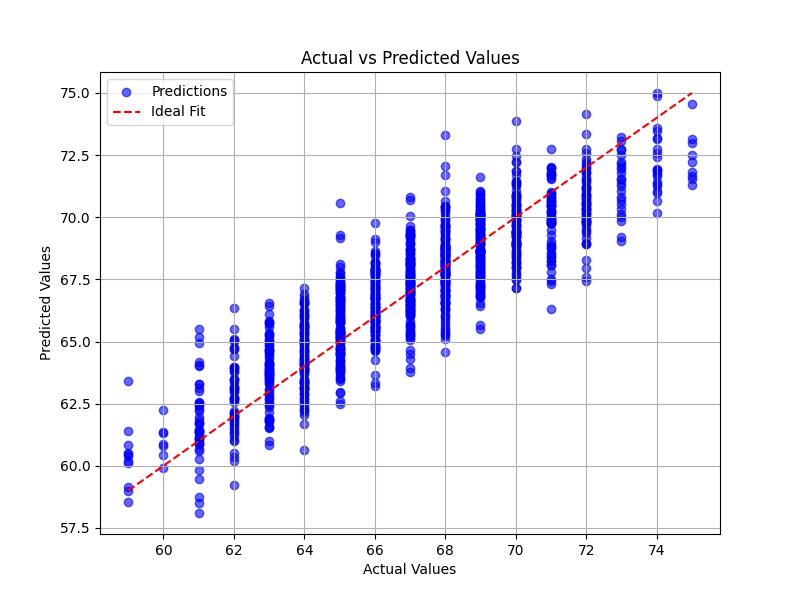 Actual vs Predicted Values
Predictions
Ideal Fit
75.0
72.5
70.0
67.5
65.0
62.5
60.0
57.5
Predicted Values
60 62 64 66 68 70 72 74
Actual Values